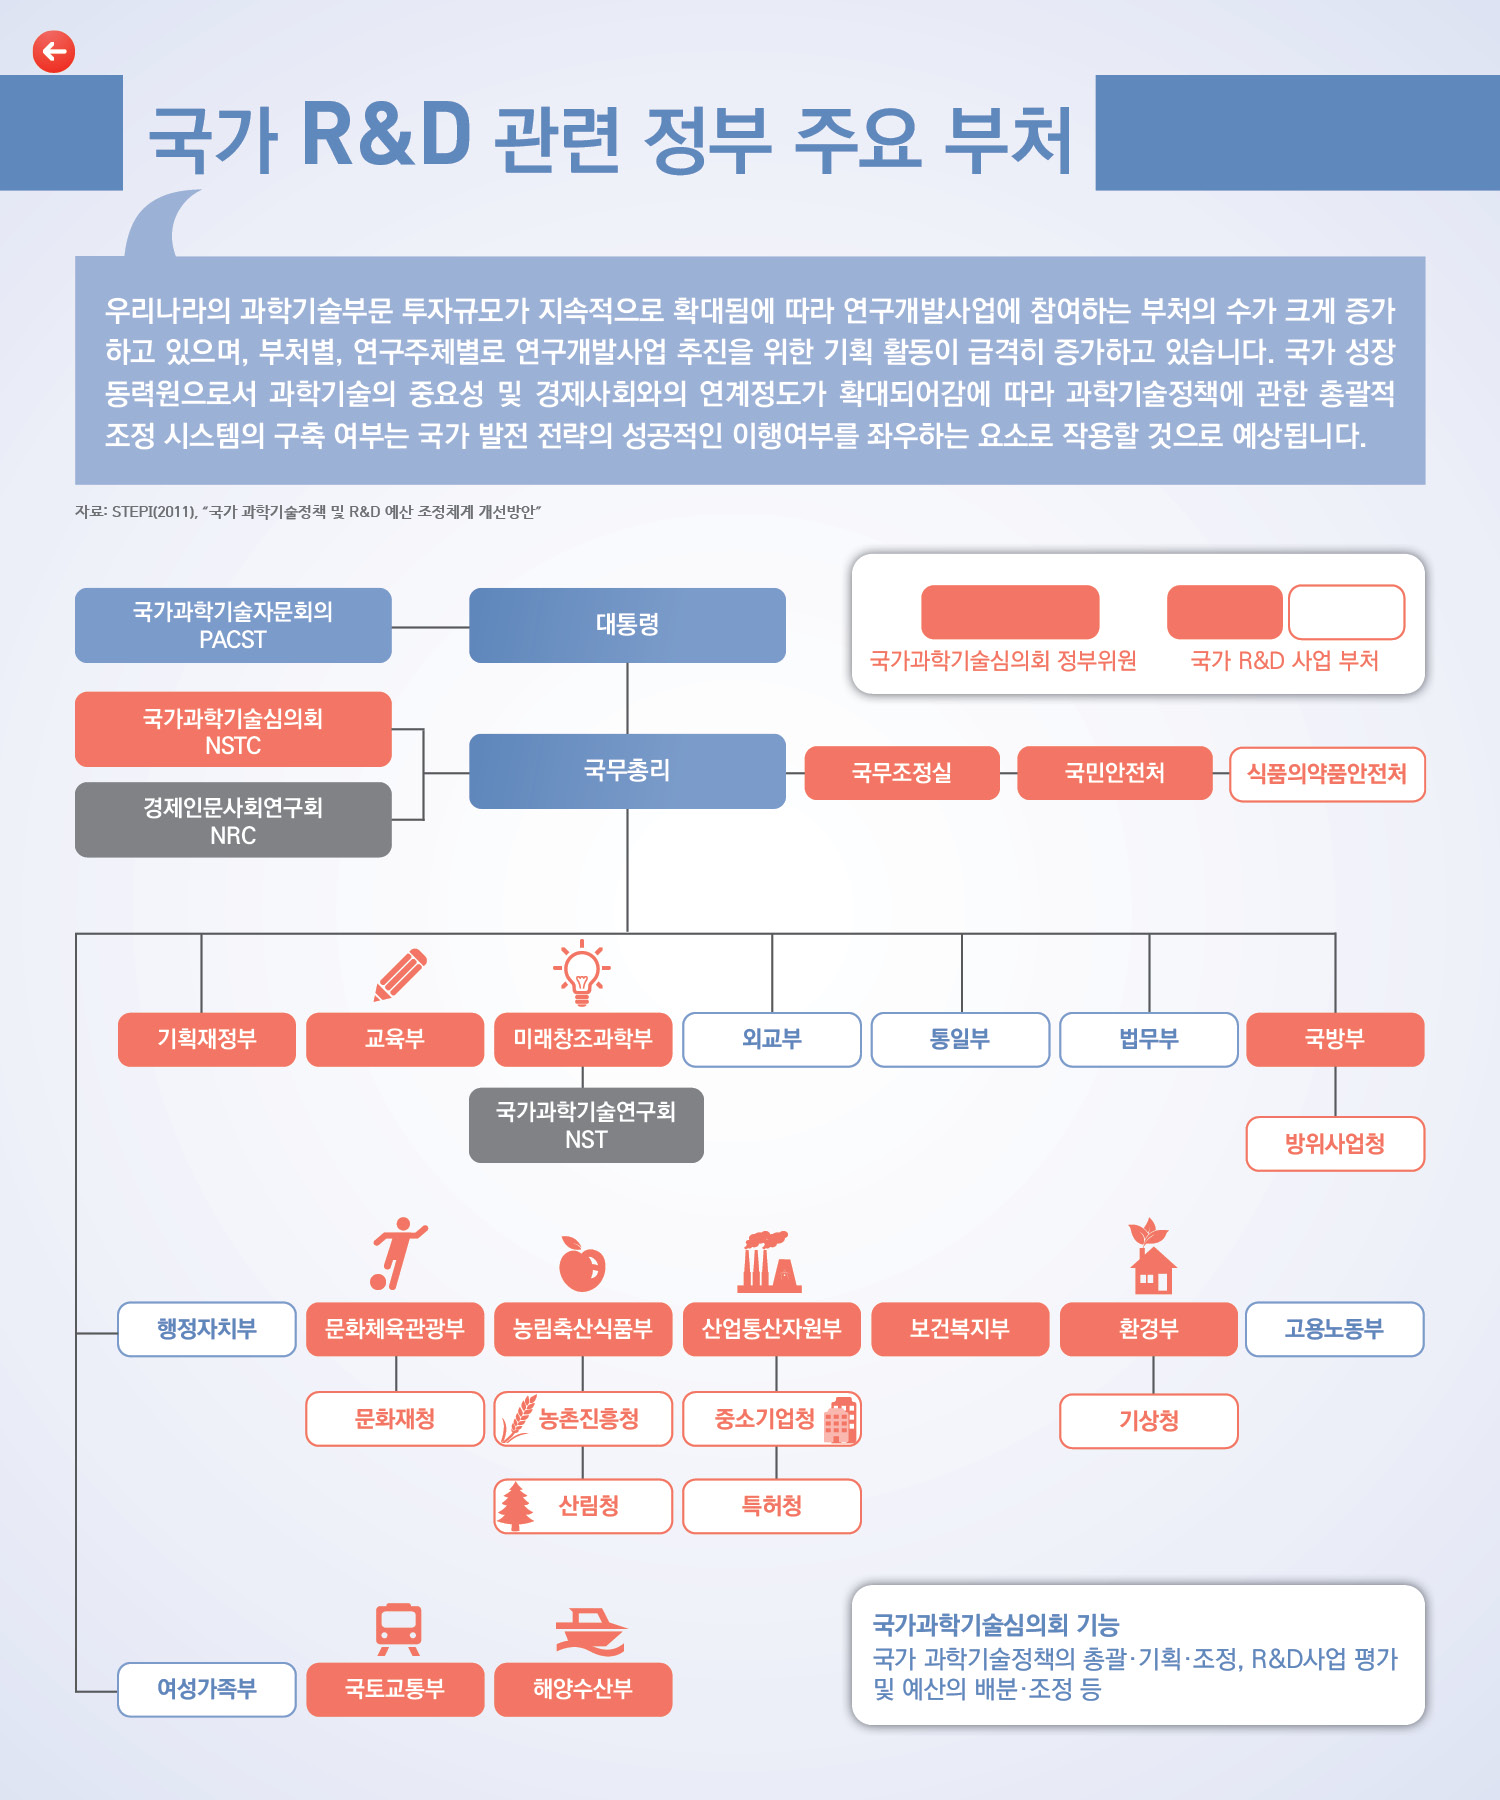 국가 R&D 관련 정부 주요 부처
우리나라의 과학기술부문 투자규모가 지속적으로 확대됨에 따라 연구개발사업에 참여하는 부처의 수가 크게 증가
하고 있으며, 부처별, 연구주체별로 연구개발사업 추진을 위한 기획 활동이 급격히 증가하고 있습니다. 국가 성장
동력원으로서 과학기술의 중요성 및 경제사회와의 연계정도가 확대되어감에 따라 과학기술정책에 관한 총괄적
조정 시스템의 구축 여부는 국가 발전 전략의 성공적인 이행여부를 좌우하는 요소로 작용할 것으로 예상됩니다.
자료: STEPI(2011), “국가 과학기술정책 및 R&D 예산 조정체계 개선방안”
국가과학기술자문회의
PACST
대통령
국가과학기술심의회 정부위원
국가 R&D 사업 부처
국가과학기술심의회
NSTC
국무총리
국무조정실
국민안전처
식품의약품안전처
경제인문사회연구회
NRC
기획재정부
교육부
미래창조과학부
외교부
통일부
법무부
국방부
국가과학기술연구회
NST
방위사업청
행정자치부
문화체육관광부
농림축산식품부
산업통산자원부
보건복지부
환경부
고용노동부
문화재청
농촌진흥청
중소기업청
기상청
산림청
특허청
국가과학기술심의회 기능
국가 과학기술정책의 총괄·기획·조정, R&D사업 평가
및 예산의 배분·조정 등
여성가족부
국토교통부
해양수산부